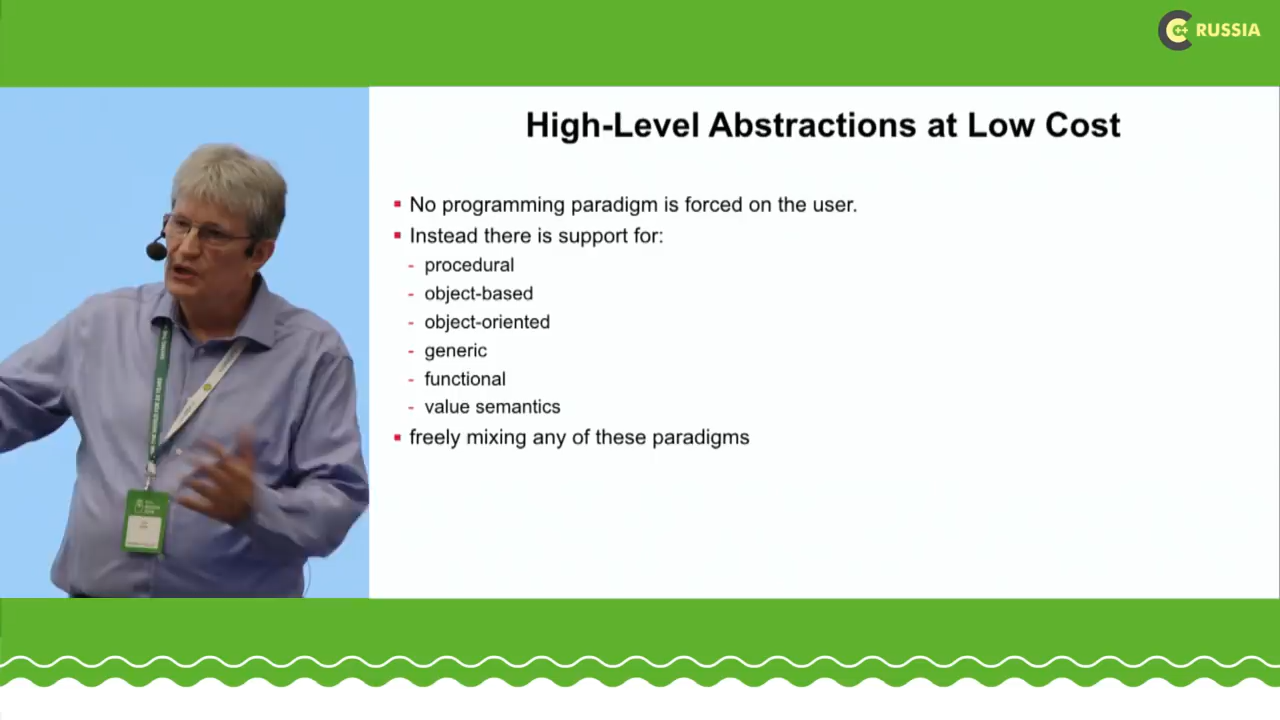 C++ RUSSIA
High-Level Abstractions at Low Cost
▪ No programming paradigm is forced on the user.
▪ Instead there is support for:
- procedural
- object-based
- object-oriented
- generic
- functional
- value semantics
▪ freely mixing any of these paradigms